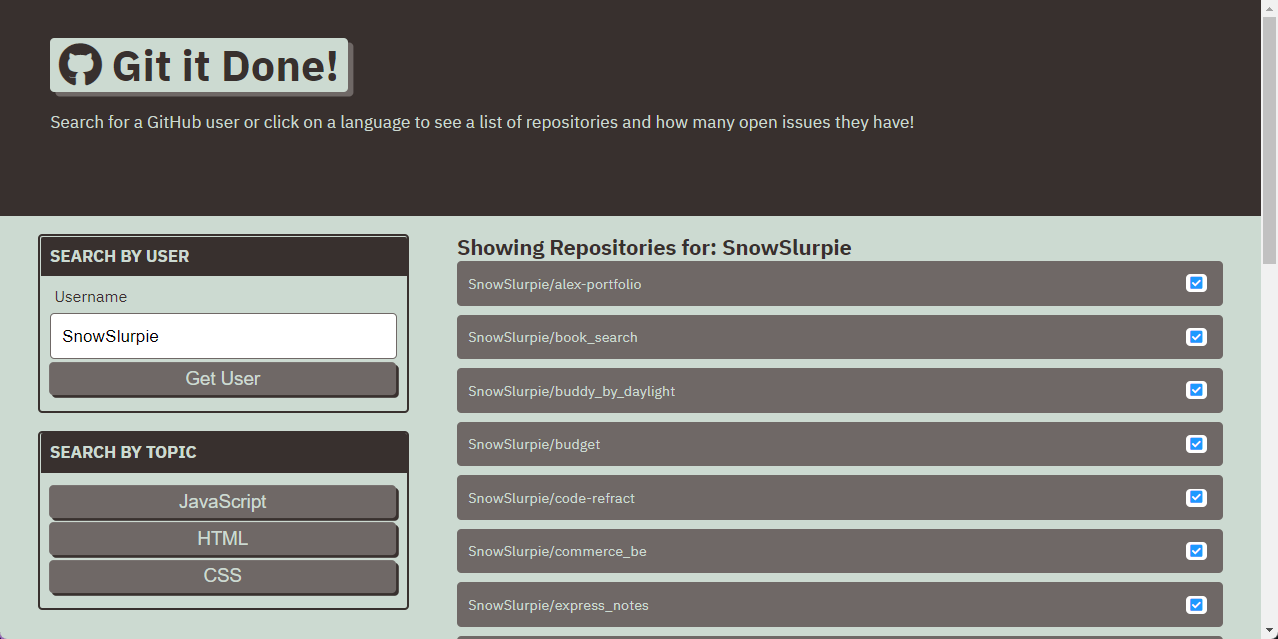 Git it Done!
Search for a GitHub user or click on a language to see a list of repositories and how many open issues they have!
SEARCH BY USER
Username
SnowSlurpie
Get User
SEARCH BY TOPIC
JavaScript
HTML
CSS
Showing Repositories for: SnowSlurpie
SnowSlurpie/alex-portfolio
SnowSlurpie/book_search
SnowSlurpie/buddy_by_daylight
SnowSlurpie/budget
SnowSlurpie/code-refract
SnowSlurpie/commerce_be
SnowSlurpie/express_notes